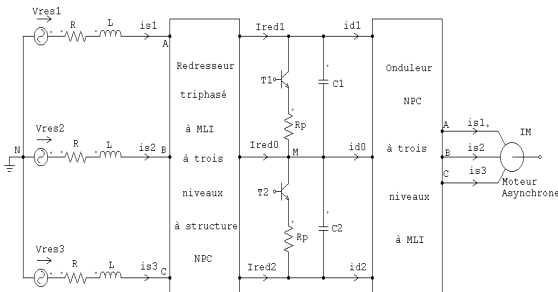 Vres1
R
L
is1
A
Redresseur
triphasé
à MLI
à trois
niveaux
à structure
NPC
Ired1
id1
T1
C1
Rp
Onduleur
NPC
à trois
niveaux
à MLI
Vres2
R
L
is2
N
B
Ired0
M
id0
T2
C2
Rp
A
is1
IM
B
is2
C
is3
Moteur
Asynchrone
Vres3
R
L
is3
C
Ired2
id2